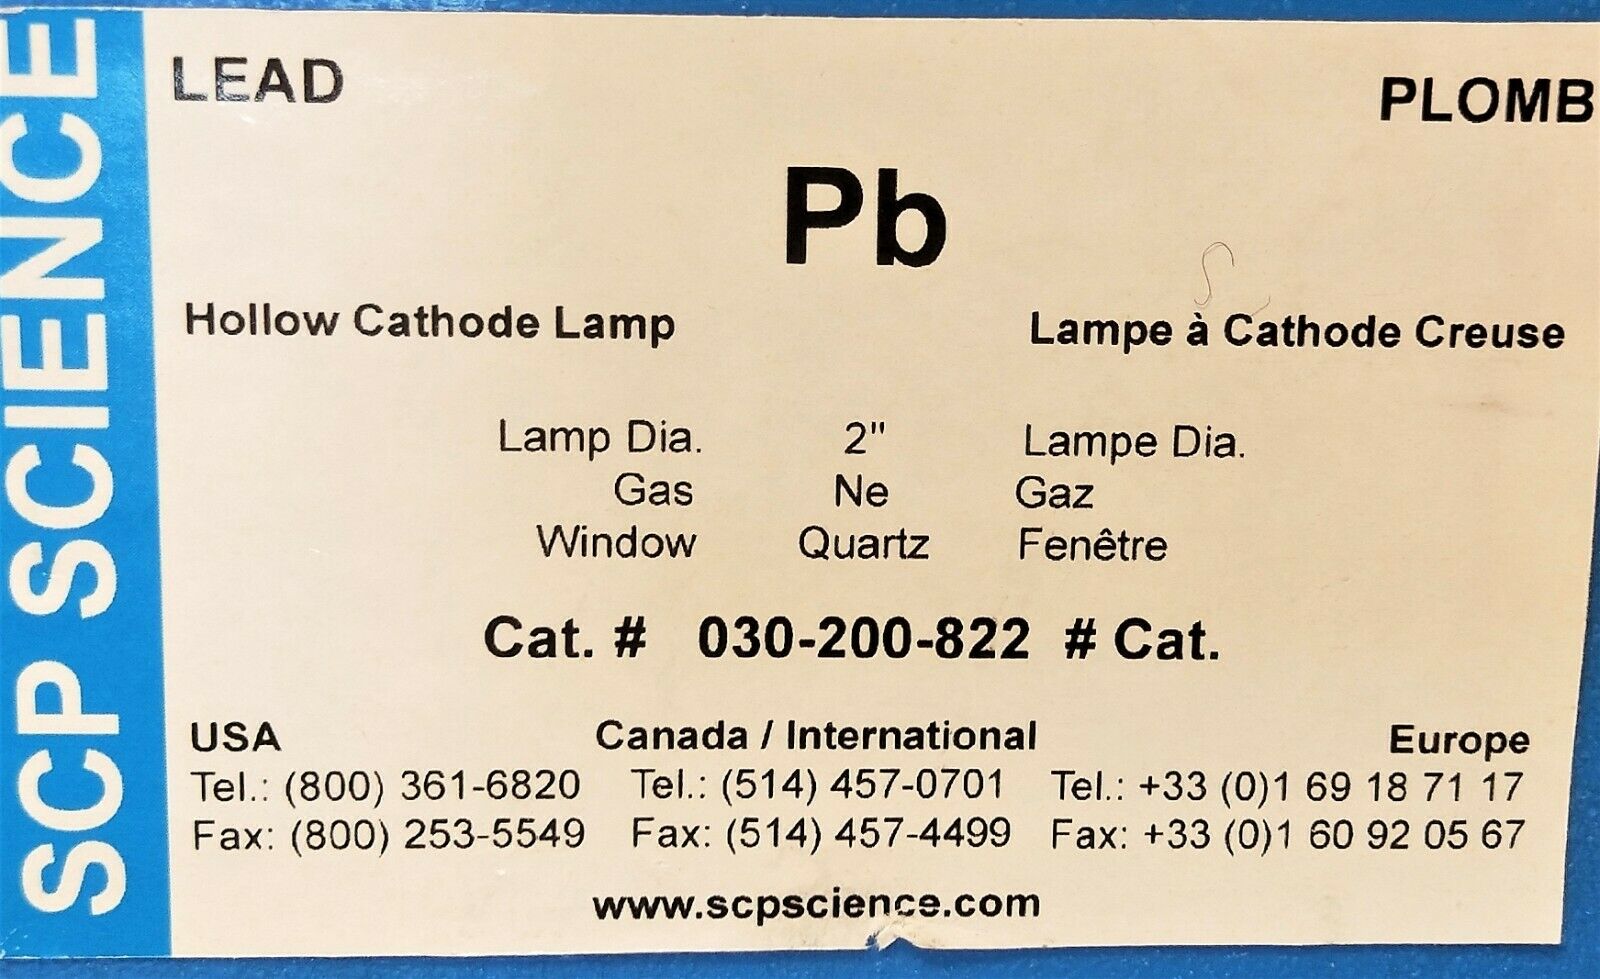 SCP SCIENCE
LEAD PLOMB
Pb
Hollow Cathode Lamp Lampe à Cathode Creuse
Lamp Dia. 2" Lampe Dia.
Gas Ne Gaz
Window Quartz Fenêtre
Cat. # 030-200-822 # Cat.
USA Canada / International Europe
Tel.: (800) 361-6820 Tel.: (514) 457-0701 Tel.: +33 (0)1 69 18 71 17
Fax: (800) 253-5549 Fax: (514) 457-4499 Fax: +33 (0)1 60 92 05 67
www.scpscience.com